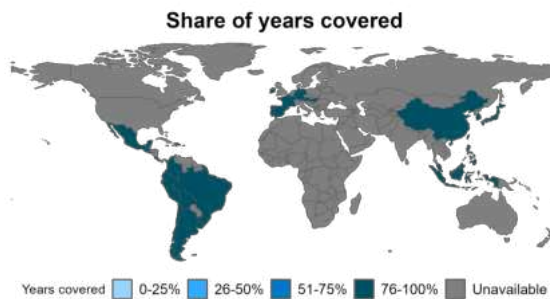 Share of years covered
Years covered 0-25% 26-50% 51-75% 76-100% Unavailable